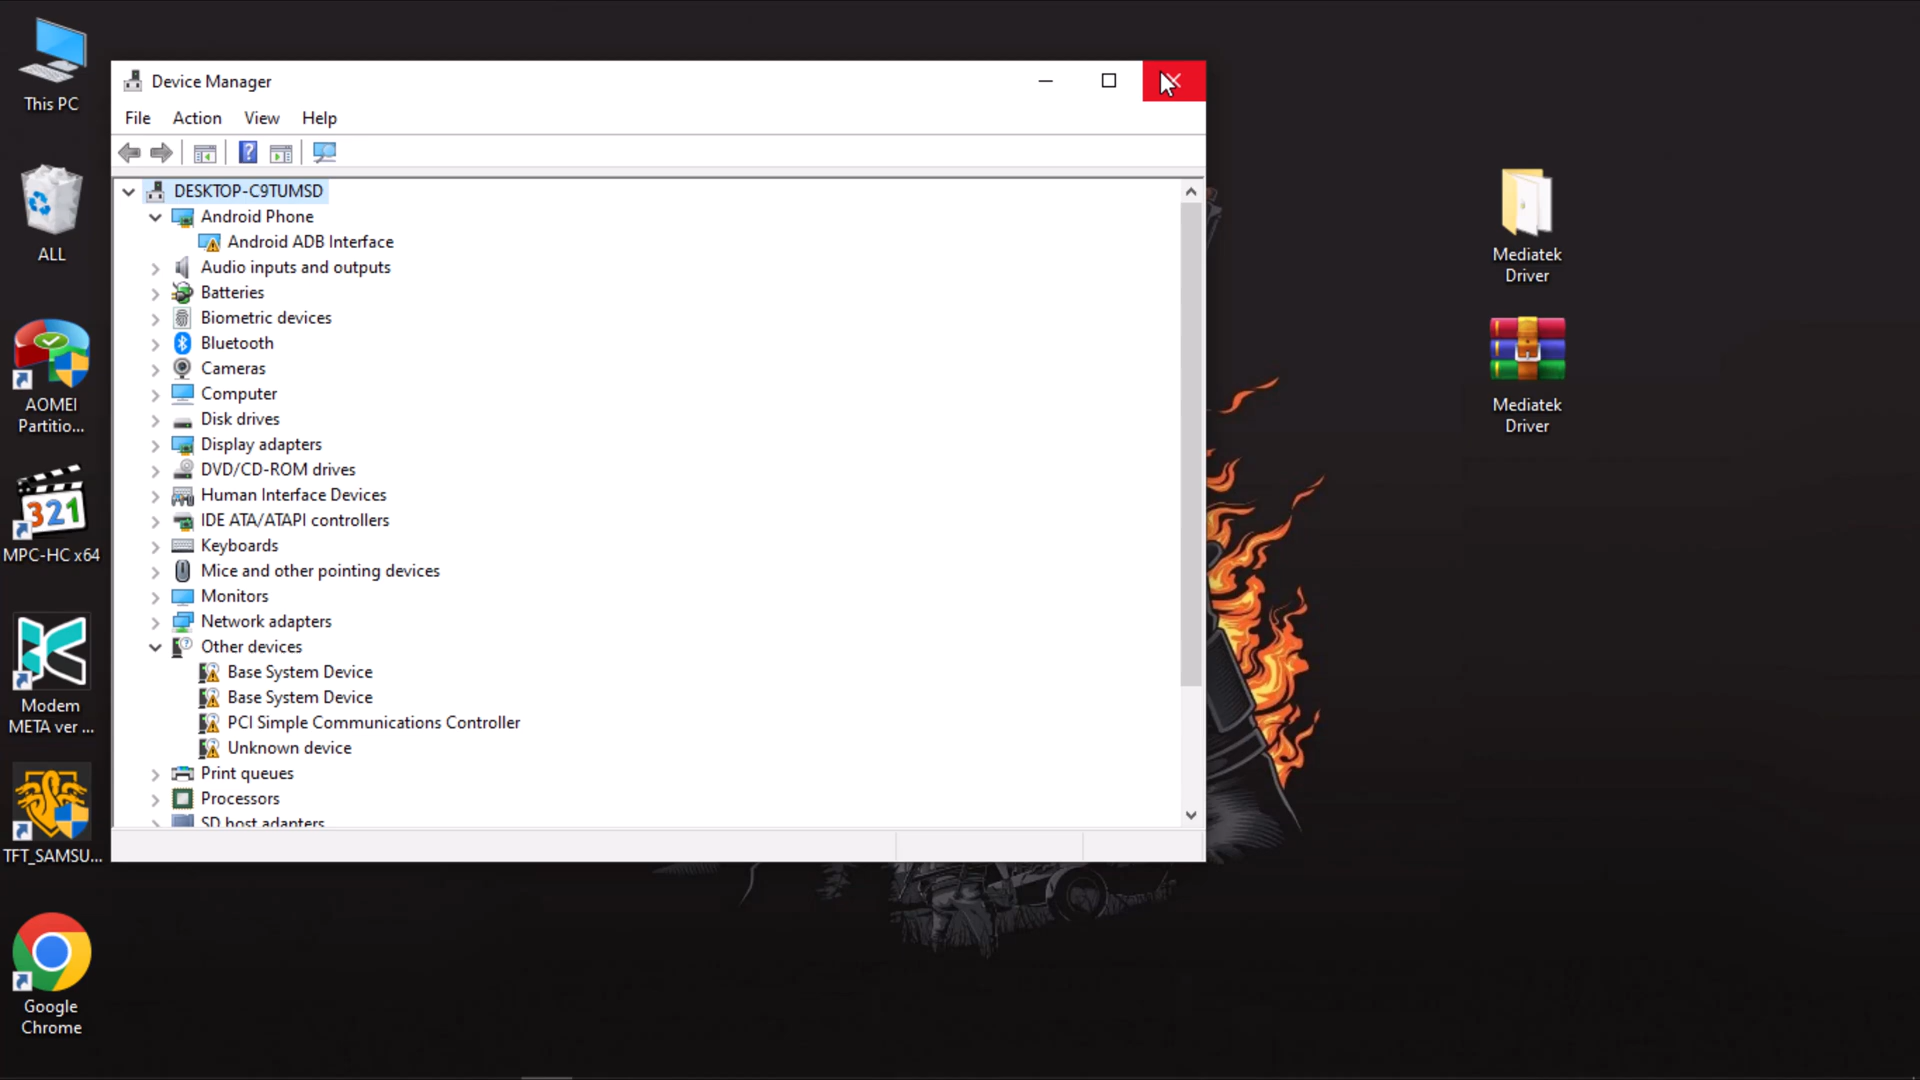 This PC
ALL
AOMEI
Partitio...
321
MPC-HC x64
Modem
META ver ...
TFT_SAMSU...
Google
Chrome
Device Manager
File Action View Help
DESKTOP-C9TUMSD
Android Phone
Android ADB Interface
Audio inputs and outputs
Batteries
Biometric devices
Bluetooth
Cameras
Computer
Disk drives
Display adapters
DVD/CD-ROM drives
Human Interface Devices
IDE ATA/ATAPI controllers
Keyboards
Mice and other pointing devices
Monitors
Network adapters
Other devices
Base System Device
Base System Device
PCI Simple Communications Controller
Unknown device
Print queues
Processors
SD host adapters
Mediatek
Driver
Mediatek
Driver